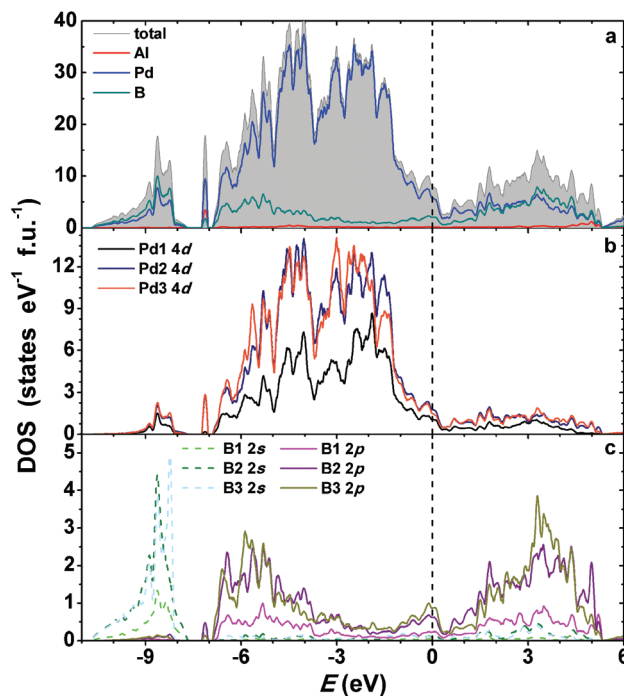 40
30
20
10
0
total
Al
Pd
B
a
12
9
6
3
0
Pd1 4d
Pd2 4d
Pd3 4d
b
5
4
3
2
1
0
B1 2s
B2 2s
B3 2s
B1 2p
B2 2p
B3 2p
c
DOS (states eV⁻¹ f.u.⁻¹)
-9 -6 -3 0 3 6
E (eV)